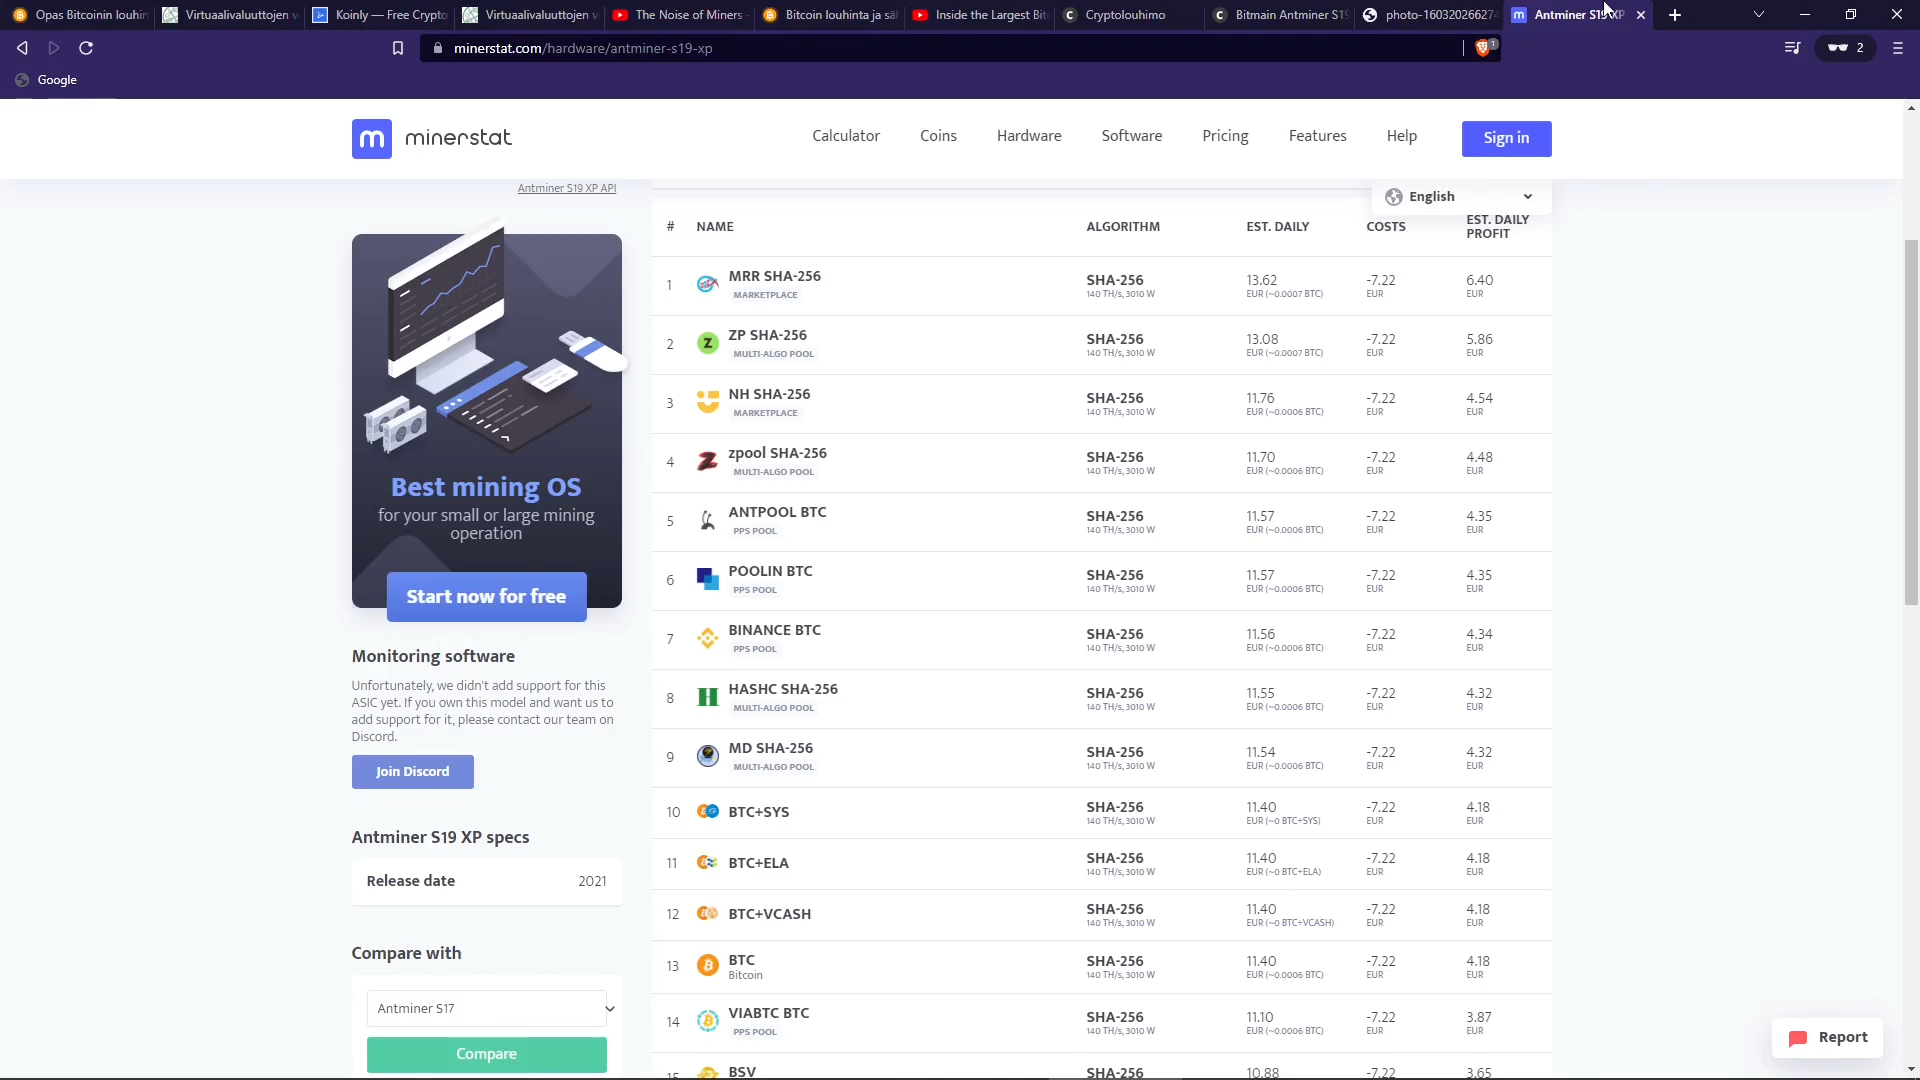 Opas Bitcoinin louhin
Virtuaalivaluuttojen v
Koinly — Free Crypto
Virtuaalivaluuttojen v
The Noise of Miners -
Bitcoin louhinta ja säh
Inside the Largest Bitc
Cryptolouhimo
Bitmain Antminer S19
photo-160320266274
Antminer S19 XP
minerstat.com/hardware/antminer-s19-xp
1
2
Google
minerstat
Calculator
Coins
Hardware
Software
Pricing
Features
Help
Sign in
English
Antminer S19 XP API
# NAME ALGORITHM EST. DAILY COSTS EST. DAILY
PROFIT
1 MRR SHA-256 SHA-256 13.62 -7.22 6.40
MARKETPLACE 140 TH/s, 3010 W EUR (~0.0007 BTC) EUR EUR
2 ZP SHA-256 SHA-256 13.08 -7.22 5.86
MULTI-ALGO POOL 140 TH/s, 3010 W EUR (~0.0007 BTC) EUR EUR
3 NH SHA-256 SHA-256 11.76 -7.22 4.54
MARKETPLACE 140 TH/s, 3010 W EUR (~0.0006 BTC) EUR EUR
4 zpool SHA-256 SHA-256 11.70 -7.22 4.48
MULTI-ALGO POOL 140 TH/s, 3010 W EUR (~0.0006 BTC) EUR EUR
5 ANTPOOL BTC SHA-256 11.57 -7.22 4.35
PPS POOL 140 TH/s, 3010 W EUR (~0.0006 BTC) EUR EUR
6 POOLIN BTC SHA-256 11.57 -7.22 4.35
PPS POOL 140 TH/s, 3010 W EUR (~0.0006 BTC) EUR EUR
7 BINANCE BTC SHA-256 11.56 -7.22 4.34
PPS POOL 140 TH/s, 3010 W EUR (~0.0006 BTC) EUR EUR
8 HASHC SHA-256 SHA-256 11.55 -7.22 4.32
MULTI-ALGO POOL 140 TH/s, 3010 W EUR (~0.0006 BTC) EUR EUR
9 MD SHA-256 SHA-256 11.54 -7.22 4.32
MULTI-ALGO POOL 140 TH/s, 3010 W EUR (~0.0006 BTC) EUR EUR
10 BTC+SYS SHA-256 11.40 -7.22 4.18
140 TH/s, 3010 W EUR (~0 BTC+SYS) EUR EUR
11 BTC+ELA SHA-256 11.40 -7.22 4.18
140 TH/s, 3010 W EUR (~0 BTC+ELA) EUR EUR
12 BTC+VCASH SHA-256 11.40 -7.22 4.18
140 TH/s, 3010 W EUR (~0 BTC+VCASH) EUR EUR
13 BTC SHA-256 11.40 -7.22 4.18
Bitcoin 140 TH/s, 3010 W EUR (~0.0006 BTC) EUR EUR
14 VIABTC BTC SHA-256 11.10 -7.22 3.87
PPS POOL 140 TH/s, 3010 W EUR (~0.0006 BTC) EUR EUR
15 BSV SHA-256 10.88 -7.22 3.65
Best mining OS
for your small or large mining
operation
Start now for free
Monitoring software
Unfortunately, we didn't add support for this
ASIC yet. If you own this model and want us to
add support for it, please contact our team on
Discord.
Join Discord
Antminer S19 XP specs
Release date 2021
Compare with
Antminer S17
Compare
Report